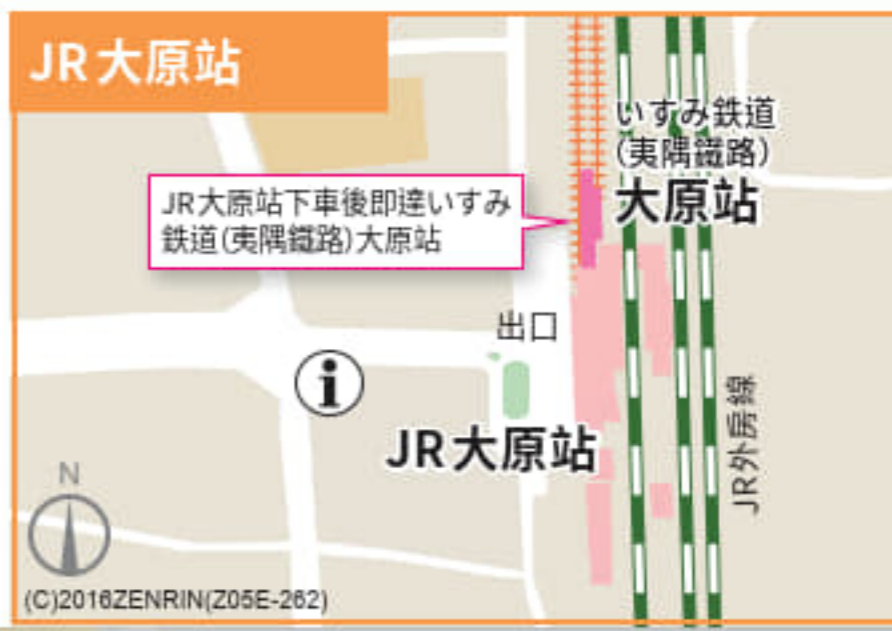 JR大原站
いすみ鉄道
(夷隅鐵路)
大原站
JR大原站下車後即達いすみ
鉄道(夷隅鐵路)大原站
出口
i
JR大原站
JR外房線
N
(C)2016ZENRIN(Z05E-262)